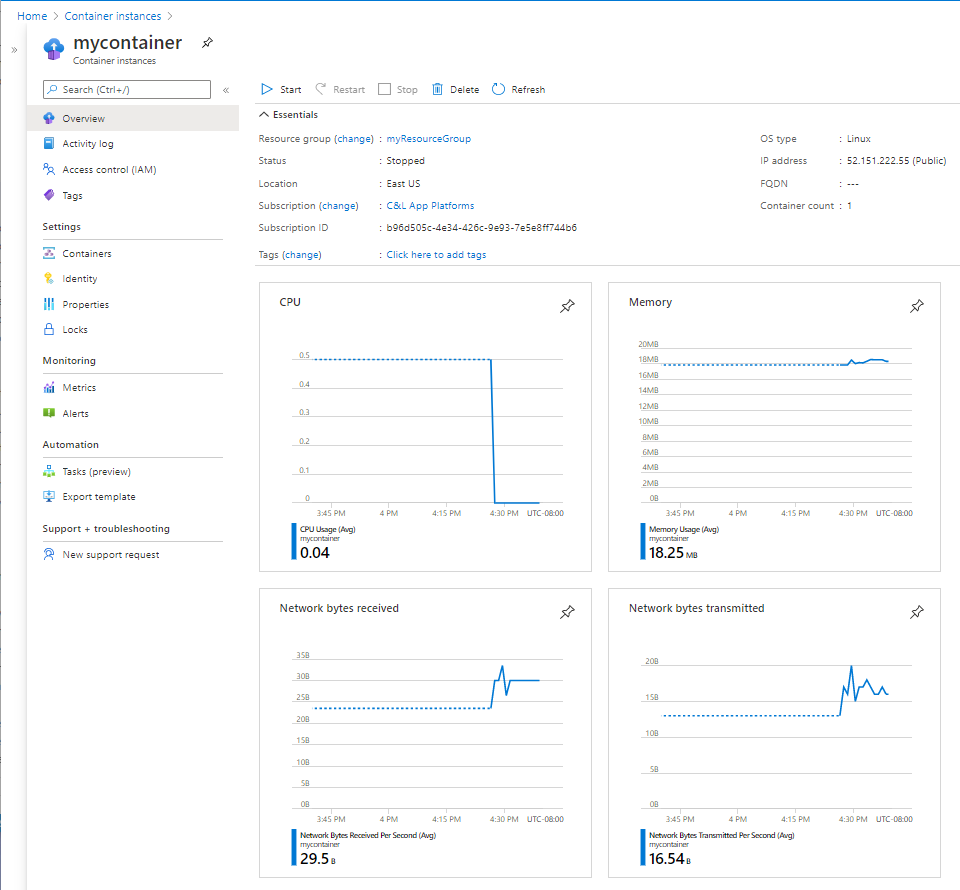 Home > Container instances >
»
mycontainer
Container instances
Search (Ctrl+/)
«
Overview
Activity log
Access control (IAM)
Tags
Settings
Containers
Identity
Properties
Locks
Monitoring
Metrics
Alerts
Automation
Tasks (preview)
Export template
Support + troubleshooting
New support request
Start Restart Stop Delete Refresh
Essentials
Resource group (change) : myResourceGroup
Status : Stopped
Location : East US
Subscription (change) : C&L App Platforms
Subscription ID : b96d505c-4e34-426c-9e93-7e5e8ff744b6
Tags (change) : Click here to add tags
OS type : Linux
IP address : 52.151.222.55 (Public)
FQDN : ---
Container count : 1
CPU
0.5
0.4
0.3
0.2
0.1
0
3:45 PM 4 PM 4:15 PM 4:30 PM UTC-08:00
CPU Usage (Avg)
mycontainer
0.04
Memory
20MB
18MB
16MB
14MB
12MB
10MB
8MB
6MB
4MB
2MB
0B
3:45 PM 4 PM 4:15 PM 4:30 PM UTC-08:00
Memory Usage (Avg)
mycontainer
18.25 MB
Network bytes received
35B
30B
25B
20B
15B
10B
5B
0B
3:45 PM 4 PM 4:15 PM 4:30 PM UTC-08:00
Network Bytes Received Per Second (Avg)
mycontainer
29.5 B
Network bytes transmitted
20B
15B
10B
5B
0B
3:45 PM 4 PM 4:15 PM 4:30 PM UTC-08:00
Network Bytes Transmitted Per Second (Avg)
mycontainer
16.54 B